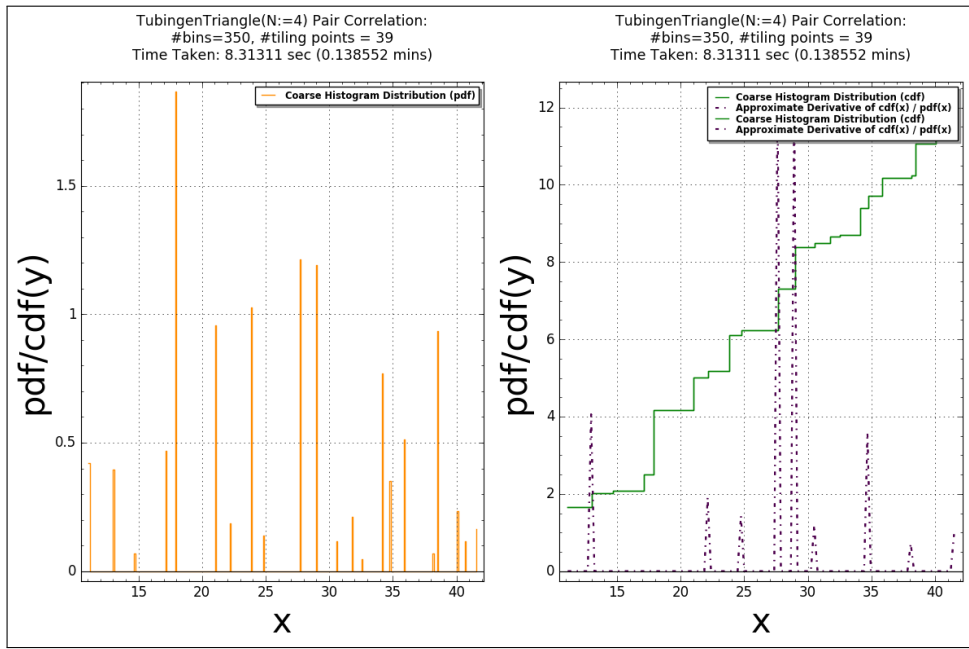 TubingenTriangle(N:=4) Pair Correlation:
#bins=350, #tiling points = 39
Time Taken: 8.31311 sec (0.138552 mins)
Coarse Histogram Distribution (pdf)
pdf/cdf(y)
1.5
1
0.5
0
15
20
25
30
35
40
x
TubingenTriangle(N:=4) Pair Correlation:
#bins=350, #tiling points = 39
Time Taken: 8.31311 sec (0.138552 mins)
Coarse Histogram Distribution (cdf)
Approximate Derivative of cdf(x) / pdf(x)
Coarse Histogram Distribution (cdf)
Approximate Derivative of cdf(x) / pdf(x)
pdf/cdf(y)
12
10
8
6
4
2
0
15
20
25
30
35
40
x